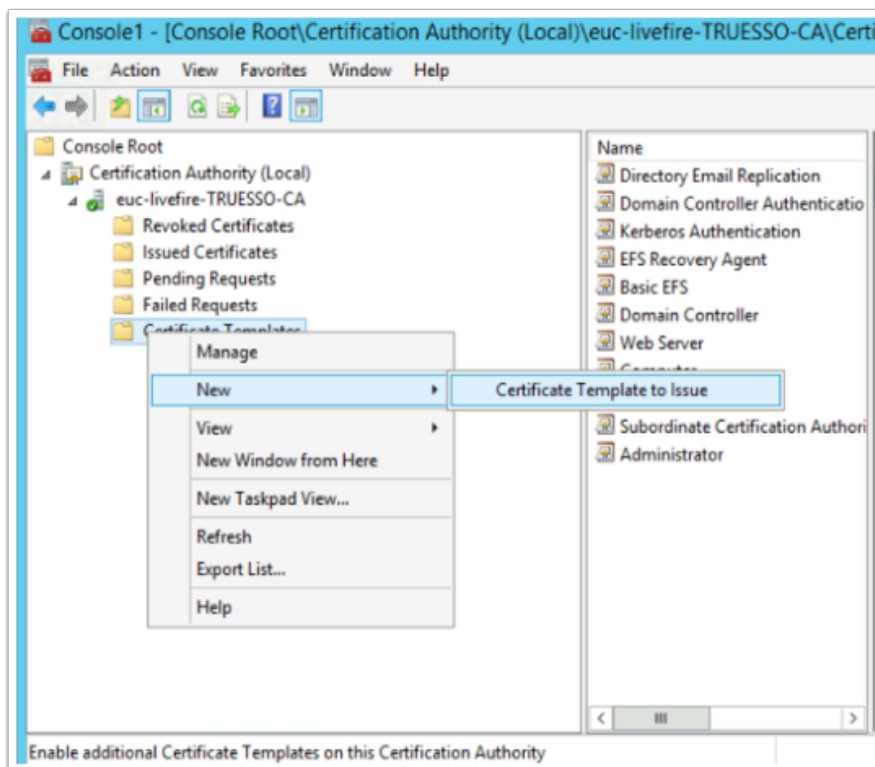 Console1 - [Console Root\Certification Authority (Local)\euc-livefire-TRUESSO-CA\Certi
File Action View Favorites Window Help
Console Root
Certification Authority (Local)
euc-livefire-TRUESSO-CA
Revoked Certificates
Issued Certificates
Pending Requests
Failed Requests
Certificate Templates
Manage
New
Certificate Template to Issue
View
New Window from Here
New Taskpad View...
Refresh
Export List...
Help
Name
Directory Email Replication
Domain Controller Authenticatio
Kerberos Authentication
EFS Recovery Agent
Basic EFS
Domain Controller
Web Server
Computer
Subordinate Certification Authori
Administrator
Enable additional Certificate Templates on this Certification Authority